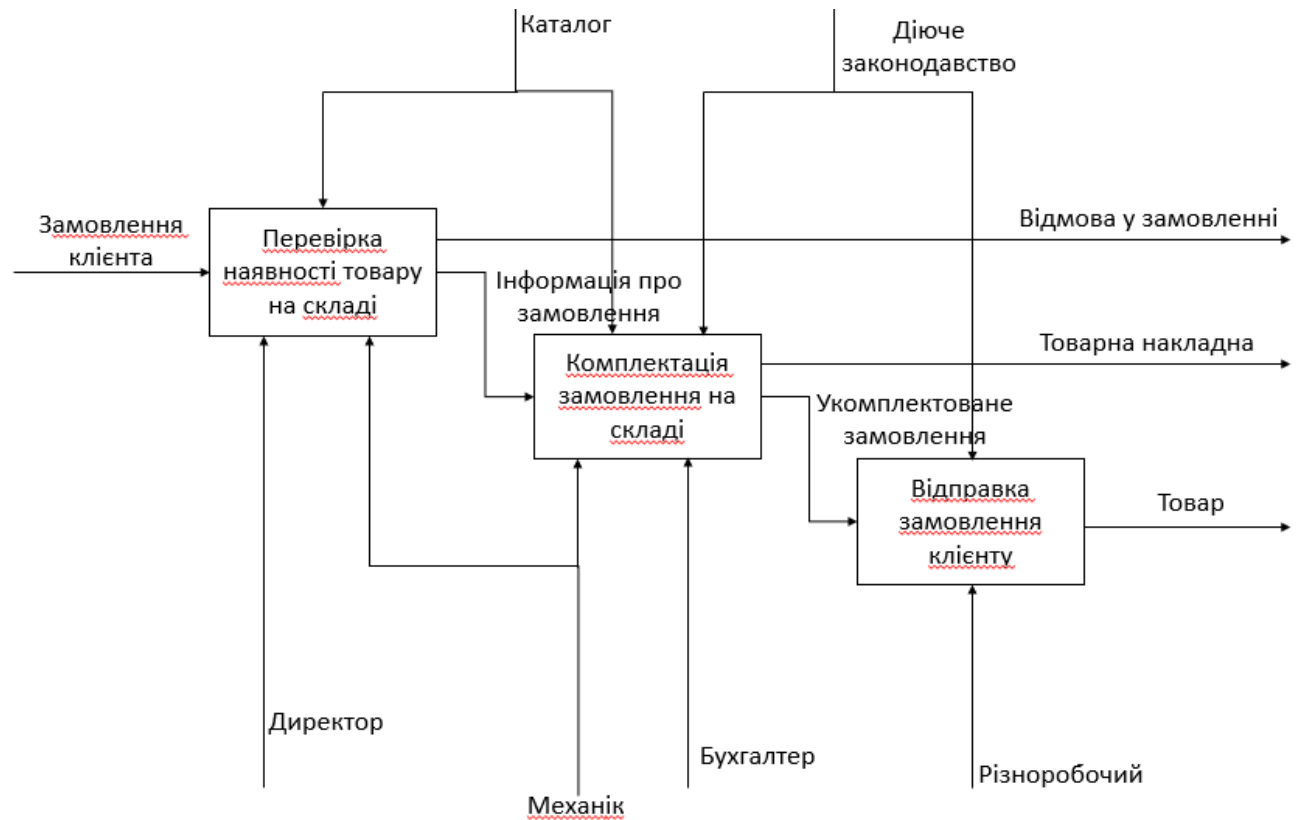 Каталог
Діюче
законодавство
Замовлення
клієнта
Перевірка
наявності товару
на складі
Відмова у замовленні
Інформація про
замовлення
Товарна накладна
Комплектація
замовлення на
складі
Укомплектоване
замовлення
Відправка
замовлення
клієнту
Товар
Директор
Бухгалтер
Різноробочий
Механік